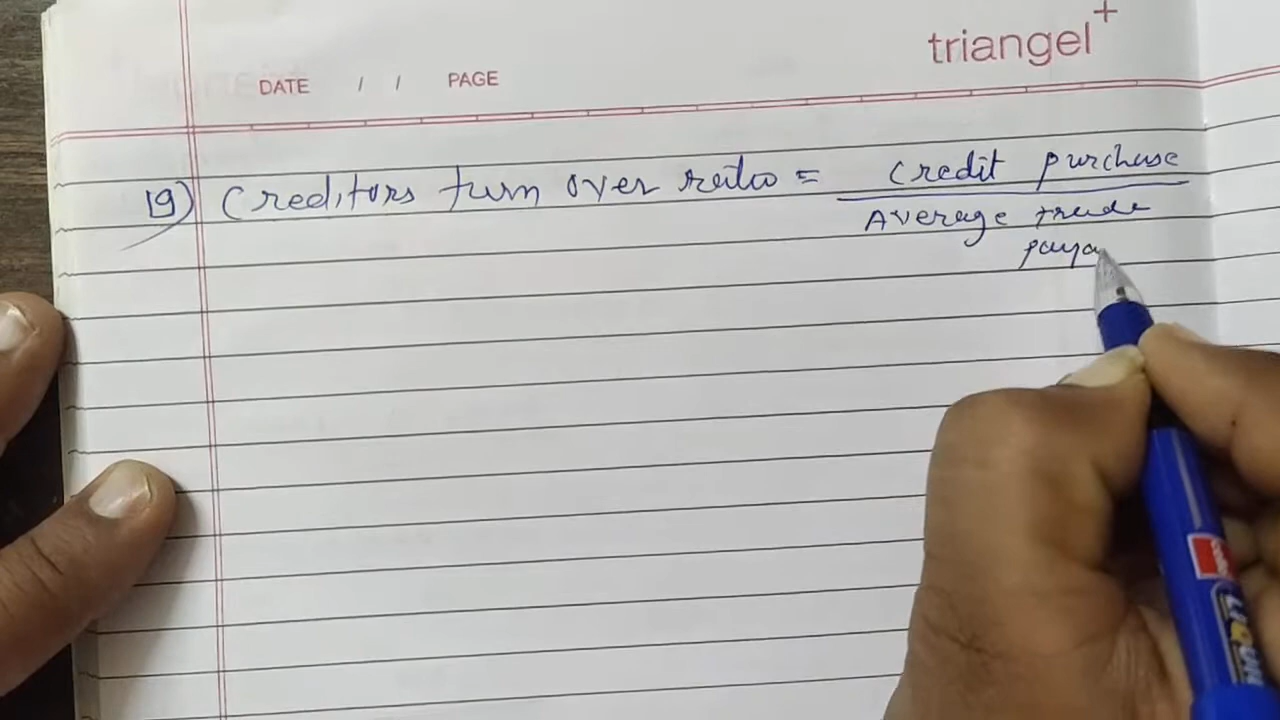 triangel+
DATE / / PAGE
19) Creditors turn over ratio = Credit purchase
Average trade
paya